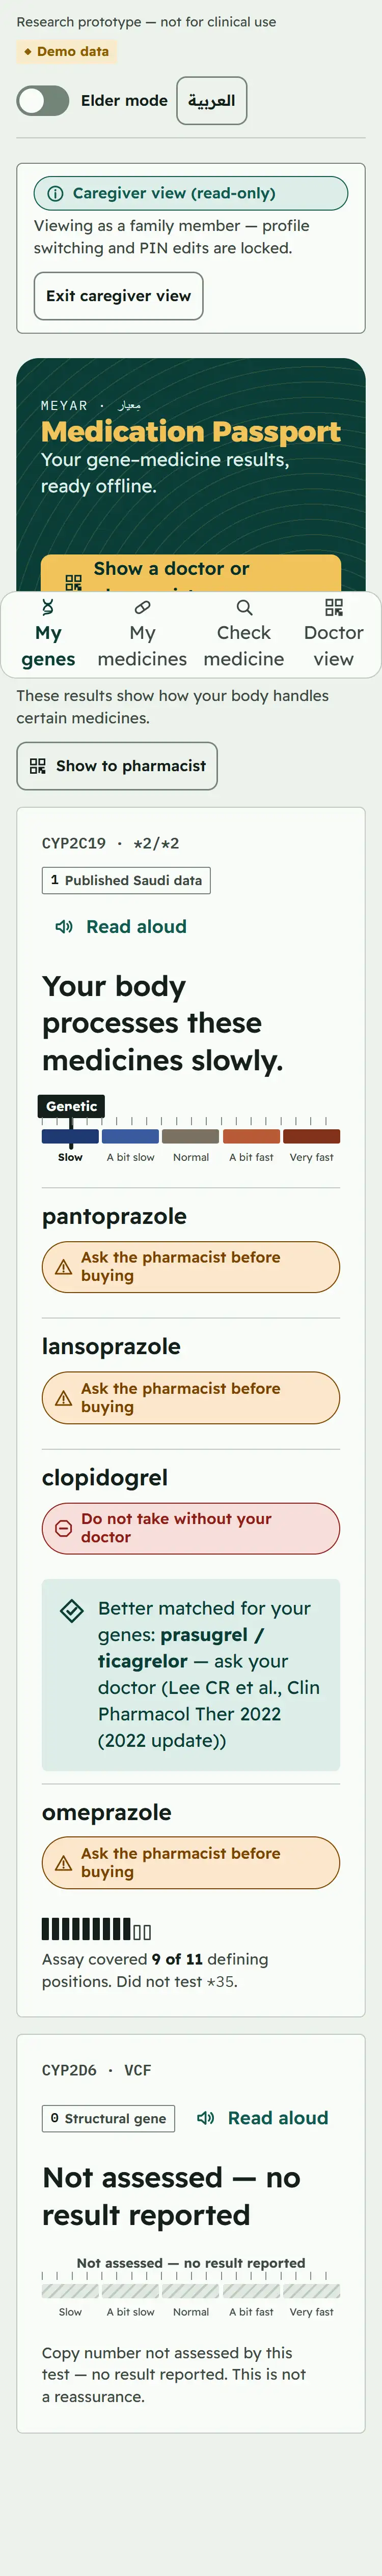 Research prototype — not for clinical use
Demo data
Elder mode
العربية
Caregiver view (read-only)
Viewing as a family member — profile
switching and PIN edits are locked.
Exit caregiver view
MEYAR · مِعيار
Medication Passport
Your gene–medicine results,
ready offline.
Show a doctor or
My
genes
My
medicines
Check
medicine
Doctor
view
These results show how your body handles
certain medicines.
Show to pharmacist
CYP2C19 · *2/*2
1 Published Saudi data
Read aloud
Your body
processes these
medicines slowly.
Genetic
Slow A bit slow Normal A bit fast Very fast
pantoprazole
Ask the pharmacist before
buying
lansoprazole
Ask the pharmacist before
buying
clopidogrel
Do not take without your
doctor
Better matched for your
genes: prasugrel /
ticagrelor — ask your
doctor (Lee CR et al., Clin
Pharmacol Ther 2022
(2022 update))
omeprazole
Ask the pharmacist before
buying
Assay covered 9 of 11 defining
positions. Did not test *35.
CYP2D6 · VCF
0 Structural gene
Read aloud
Not assessed — no
result reported
Not assessed — no result reported
Slow A bit slow Normal A bit fast Very fast
Copy number not assessed by this
test — no result reported. This is not
a reassurance.